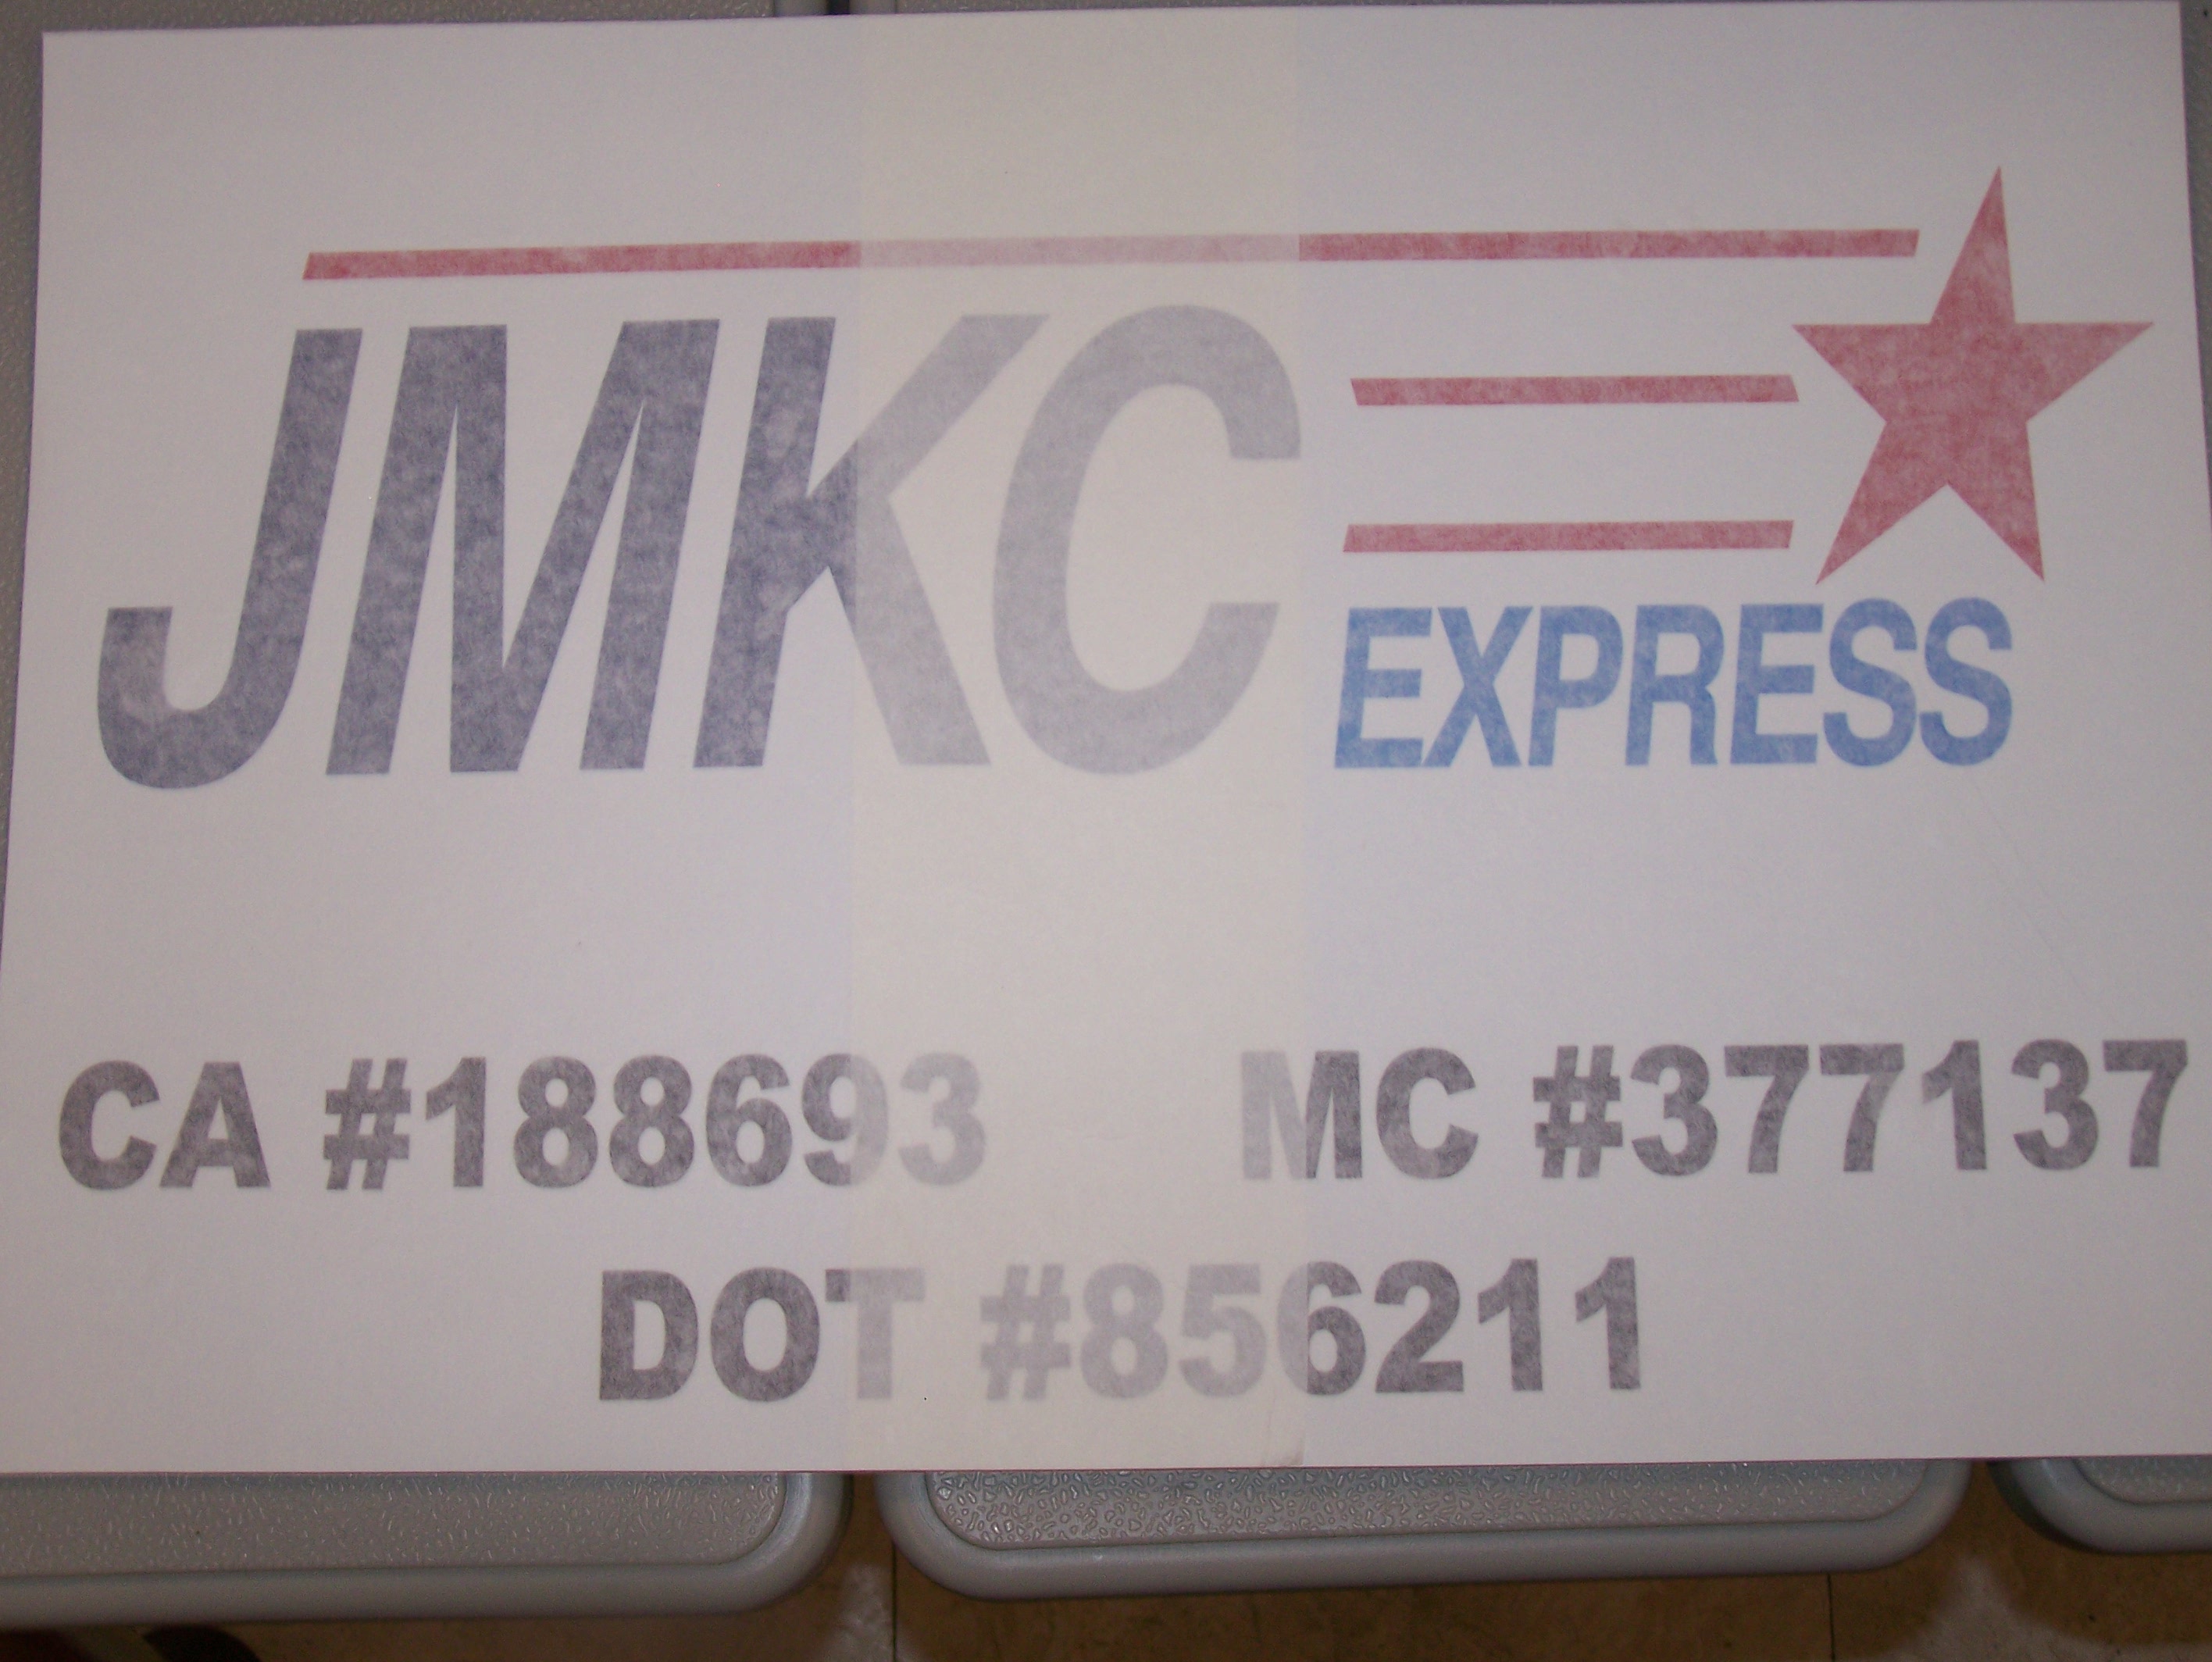 JMKC EXPRESS
CA #188693 MC #377137
DOT #856211